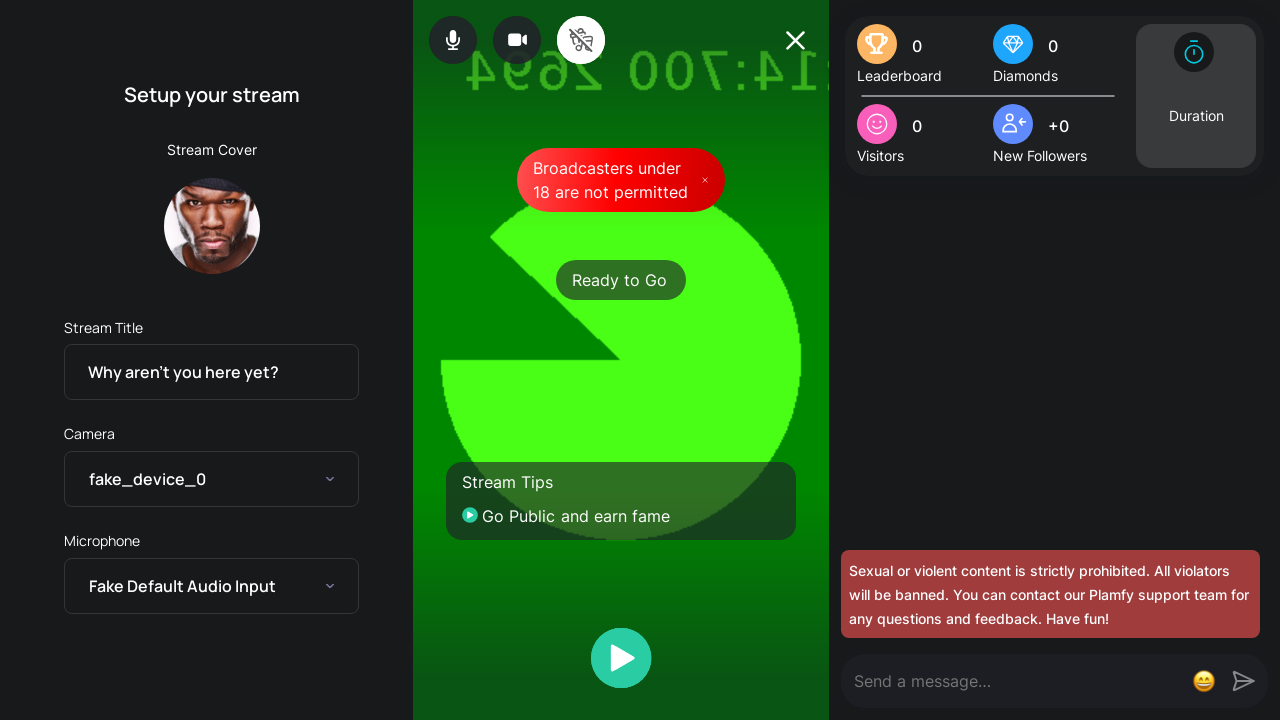 Setup your stream
Stream Cover
Stream Title
Why aren't you here yet?
Camera
fake_device_0
Microphone
Fake Default Audio Input
Broadcasters under
18 are not permitted
Ready to Go
Stream Tips
Go Public and earn fame
0
Leaderboard
0
Diamonds
0
Visitors
+0
New Followers
Duration
Sexual or violent content is strictly prohibited. All violators
will be banned. You can contact our Plamfy support team for
any questions and feedback. Have fun!
Send a message...